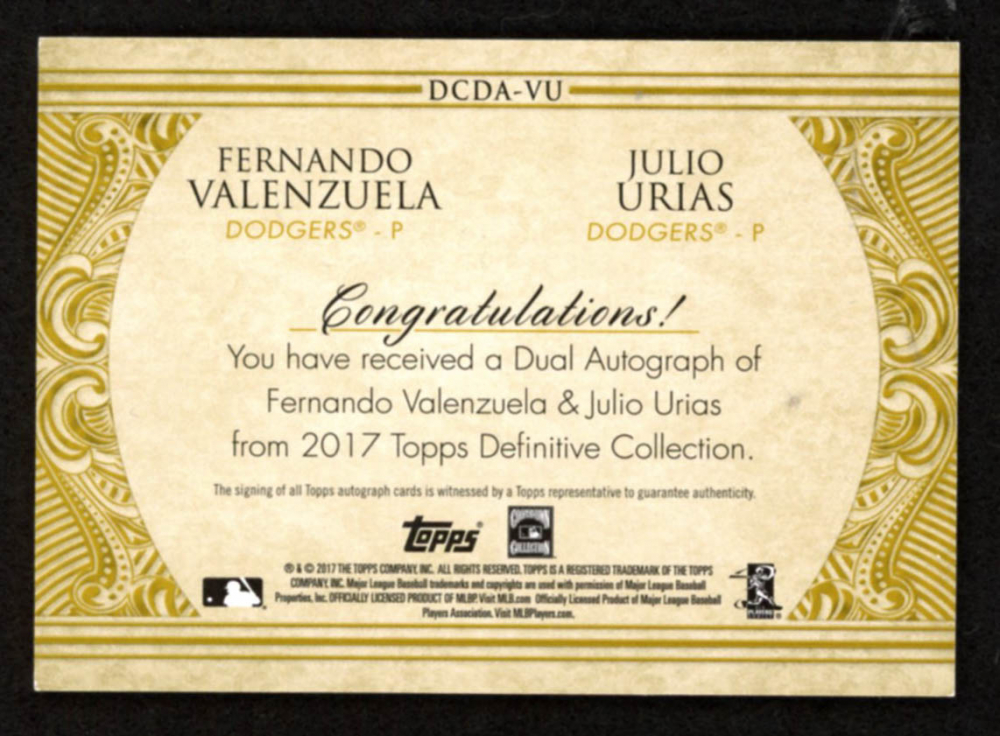 DCDA-VU
FERNANDO
VALENZUELA
DODGERS® - P
JULIO
URIAS
DODGERS® - P
Congratulations!
You have received a Dual Autograph of
Fernando Valenzuela & Julio Urias
from 2017 Topps Definitive Collection.
The signing of all Topps autograph cards is witnessed by a Topps representative to guarantee authenticity.
topps®
COOPERSTOWN
COLLECTION
® & © 2017 THE TOPPS COMPANY, INC. ALL RIGHTS RESERVED. TOPPS IS A REGISTERED TRADEMARK OF THE TOPPS
COMPANY, INC. Major League Baseball trademarks and copyrights are used with permission of Major League Baseball
Properties, Inc. OFFICIALLY LICENSED PRODUCT OF MLBP. Visit MLB.com Officially Licensed Product of Major League Baseball
Players Association. Visit MLBPlayers.com.
PLAYERS